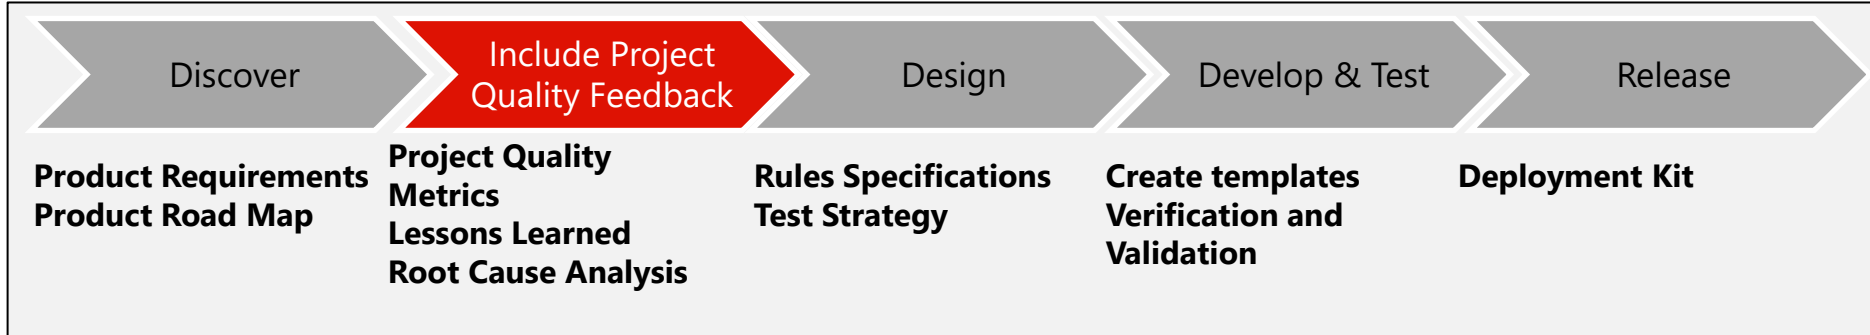 Discover
Include Project
Quality Feedback
Design
Develop & Test
Release
Product Requirements
Product Road Map
Project Quality
Metrics
Lessons Learned
Root Cause Analysis
Rules Specifications
Test Strategy
Create templates
Verification and
Validation
Deployment Kit